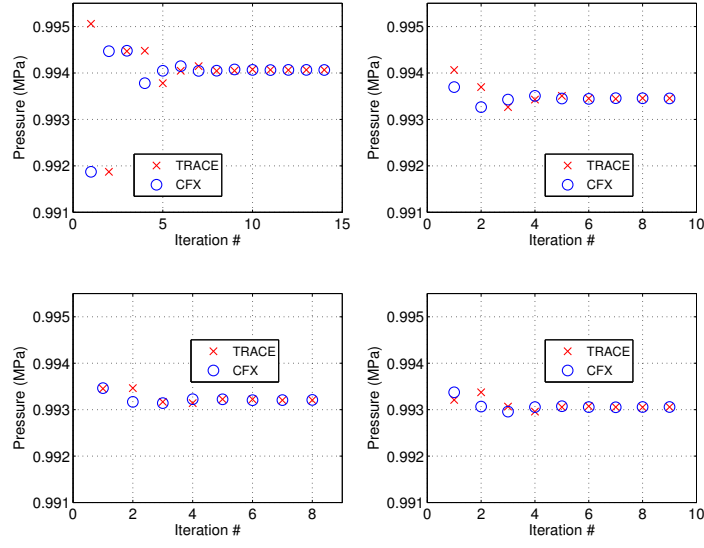 0.995
0.994
0.993
0.992
0.991
Pressure (MPa)
TRACE
CFX
0
5
10
15
Iteration #
0.995
0.994
0.993
0.992
0.991
Pressure (MPa)
TRACE
CFX
0
2
4
6
8
10
Iteration #
0.995
0.994
0.993
0.992
0.991
Pressure (MPa)
TRACE
CFX
0
2
4
6
8
Iteration #
0.995
0.994
0.993
0.992
0.991
Pressure (MPa)
TRACE
CFX
0
2
4
6
8
10
Iteration #